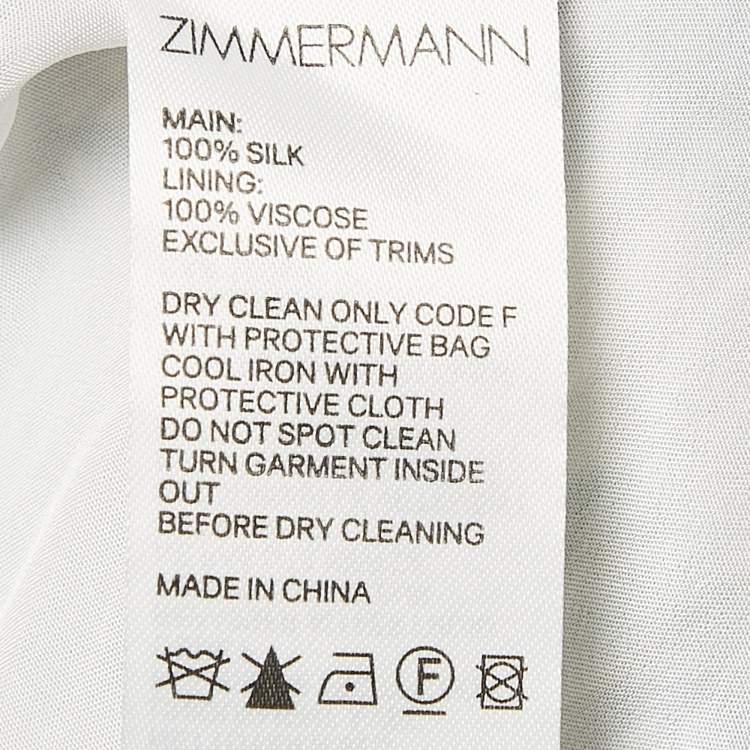 ZIMMERMANN
MAIN:
100% SILK
LINING:
100% VISCOSE
EXCLUSIVE OF TRIMS
DRY CLEAN ONLY CODE F
WITH PROTECTIVE BAG
COOL IRON WITH
PROTECTIVE CLOTH
DO NOT SPOT CLEAN
TURN GARMENT INSIDE
OUT
BEFORE DRY CLEANING
MADE IN CHINA
F